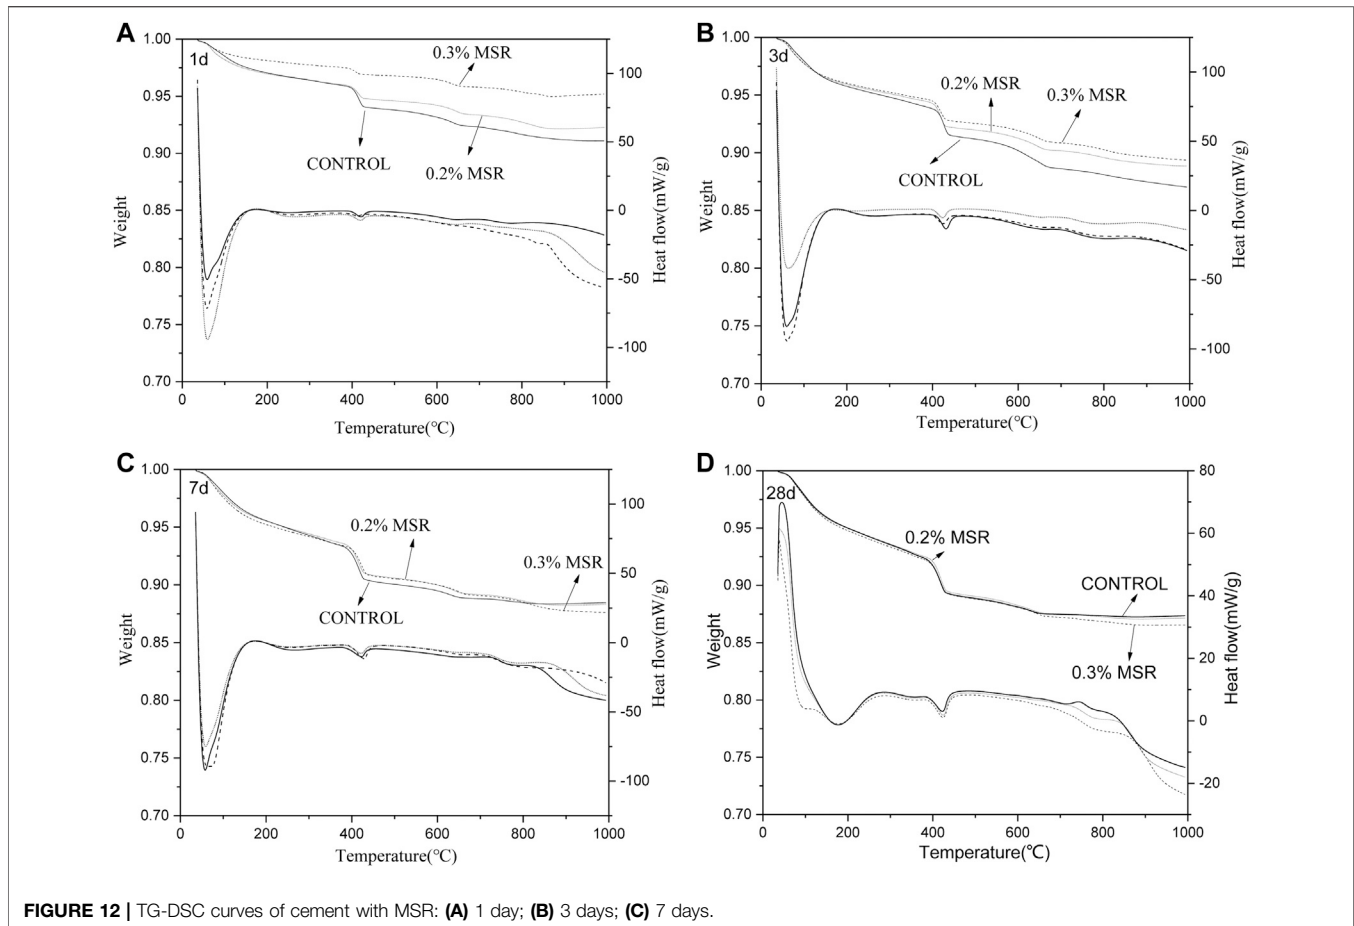 A
1d
1.00
0.95
0.90
0.85
0.80
0.75
0.70
Weight
0.3% MSR
CONTROL
0.2% MSR
100
50
0
-50
-100
Heat flow(mW/g)
0 200 400 600 800 1000
Temperature(°C)
B
3d
1.00
0.95
0.90
0.85
0.80
0.75
0.70
Weight
0.2% MSR
0.3% MSR
CONTROL
100
50
0
-50
-100
Heat flow(mW/g)
0 200 400 600 800 1000
Temperature(°C)
C
7d
1.00
0.95
0.90
0.85
0.80
0.75
0.70
Weight
0.2% MSR
0.3% MSR
CONTROL
100
50
0
-50
-100
Heat flow(mW/g)
0 200 400 600 800 1000
Temperature(°C)
D
28d
1.00
0.95
0.90
0.85
0.80
0.75
0.70
Weight
0.2% MSR
CONTROL
0.3% MSR
80
60
40
20
0
-20
Heat flow(mW/g)
0 200 400 600 800 1000
Temperature(℃)
FIGURE 12 | TG-DSC curves of cement with MSR: (A) 1 day; (B) 3 days; (C) 7 days.